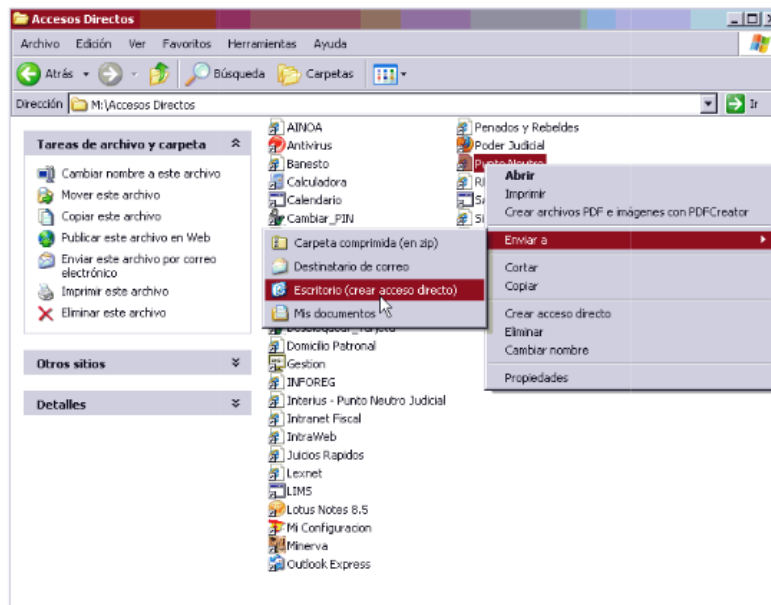 Accesos Directos
Archivo Edición Ver Favoritos Herramientas Ayuda
Atrás Búsqueda Carpetas
Dirección M:\Accesos Directos Ir
Tareas de archivo y carpeta
Cambiar nombre a este archivo
Mover este archivo
Copiar este archivo
Publicar este archivo en Web
Enviar este archivo por correo
electrónico
Imprimir este archivo
Eliminar este archivo
Otros sitios
Detalles
AINOA
Antivirus
Banesto
Calculadora
Calendario
Cambiar_PIN
Domicilio Patronal
Gestion
INFOREG
Interius - Punto Neutro Judicial
Intranet Fiscal
IntraWeb
Juicios Rapidos
Lexnet
LIMS
Lotus Notes 8.5
Mi Configuracion
Minerva
Outlook Express
Penados y Rebeldes
Poder Judicial
Punto Neutro
Abrir
Imprimir
Crear archivos PDF e imágenes con PDFCreator
Enviar a
Cortar
Copiar
Crear acceso directo
Eliminar
Cambiar nombre
Propiedades
Carpeta comprimida (en zip)
Destinatario de correo
Escritorio (crear acceso directo)
Mis documentos